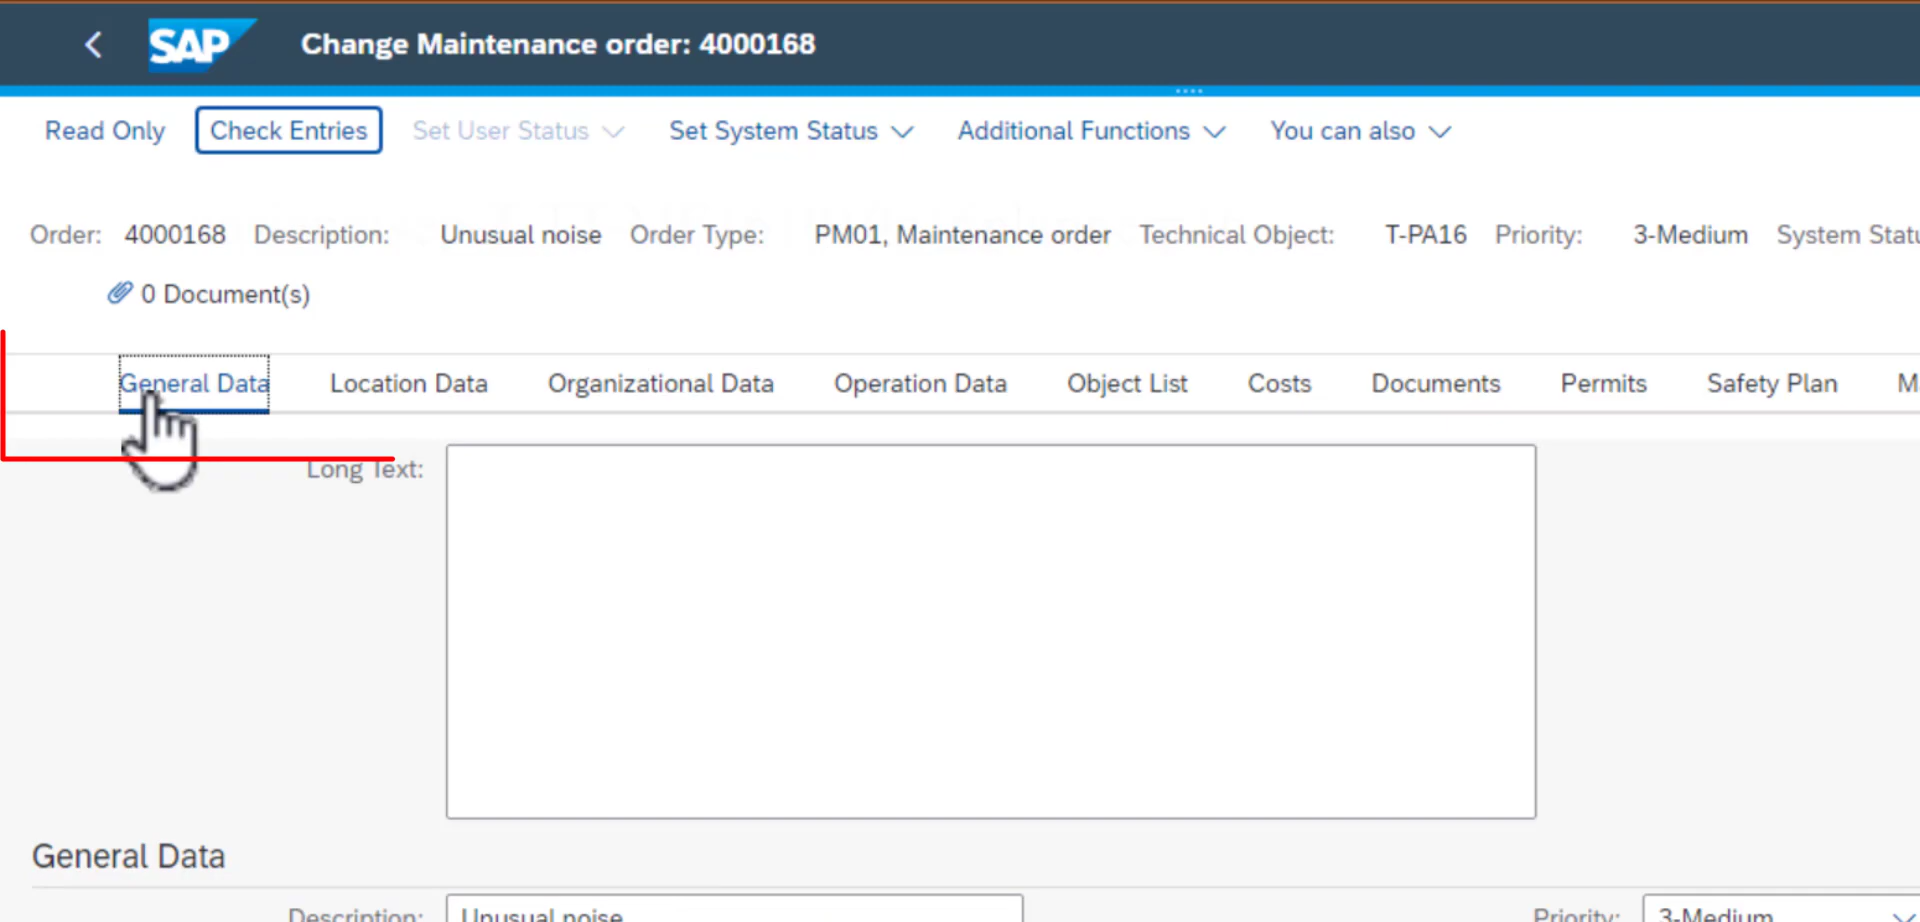 SAP Change Maintenance order: 4000168
Read Only Check Entries Set User Status Set System Status Additional Functions You can also
Order: 4000168 Description: Unusual noise Order Type: PM01, Maintenance order Technical Object: T-PA16 Priority: 3-Medium System Statu
0 Document(s)
General Data Location Data Organizational Data Operation Data Object List Costs Documents Permits Safety Plan M
Long Text:
General Data
Description: Unusual noise Priority: 3-Medium